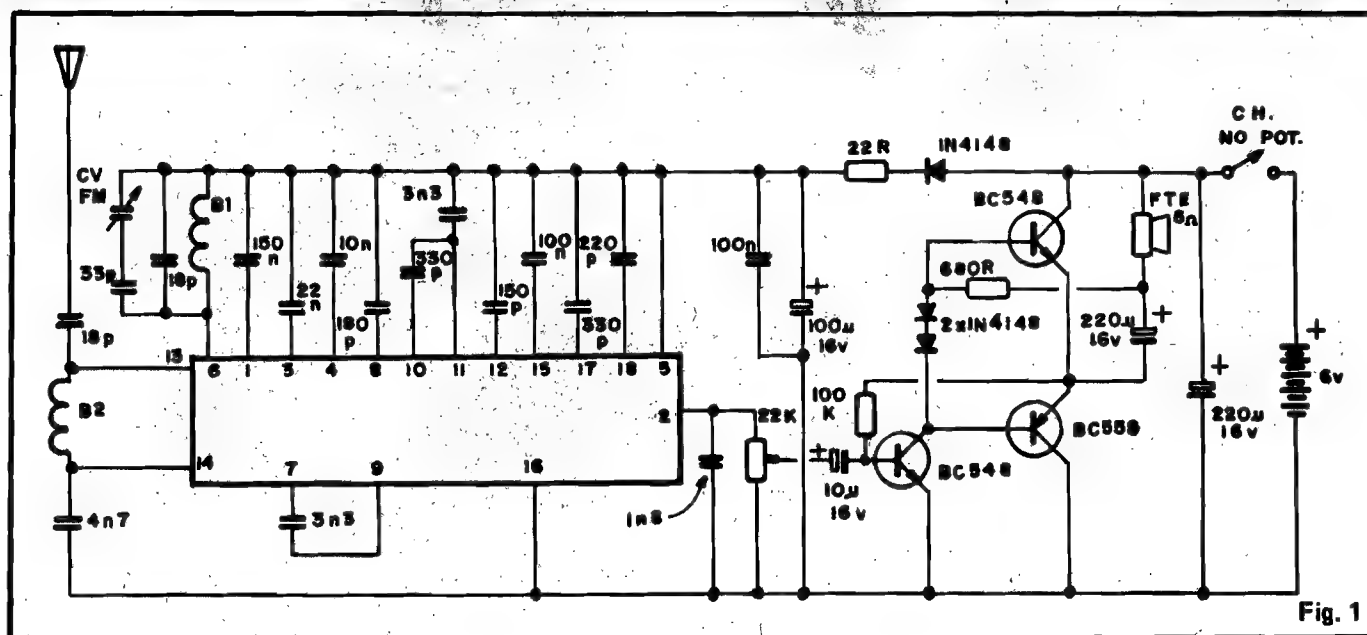 CH.
NO POT.
CV
FM
33p
18p
B1
150
n
22
n
10n
180
p
3n3
330
p
150
p
100
n
330
p
220
p
100n
100µ
16v
22R
1N4148
BC548
FTE
8Ω
680R
2x1N4148
220µ
16v
220µ
16v
6v
18p
13
B2
14
4n7
6
1
3
4
8
10
11
12
15
17
18
5
7
9
16
2
3n3
1n8
22K
10µ
16v
100
K
BC548
BC558
Fig. 1